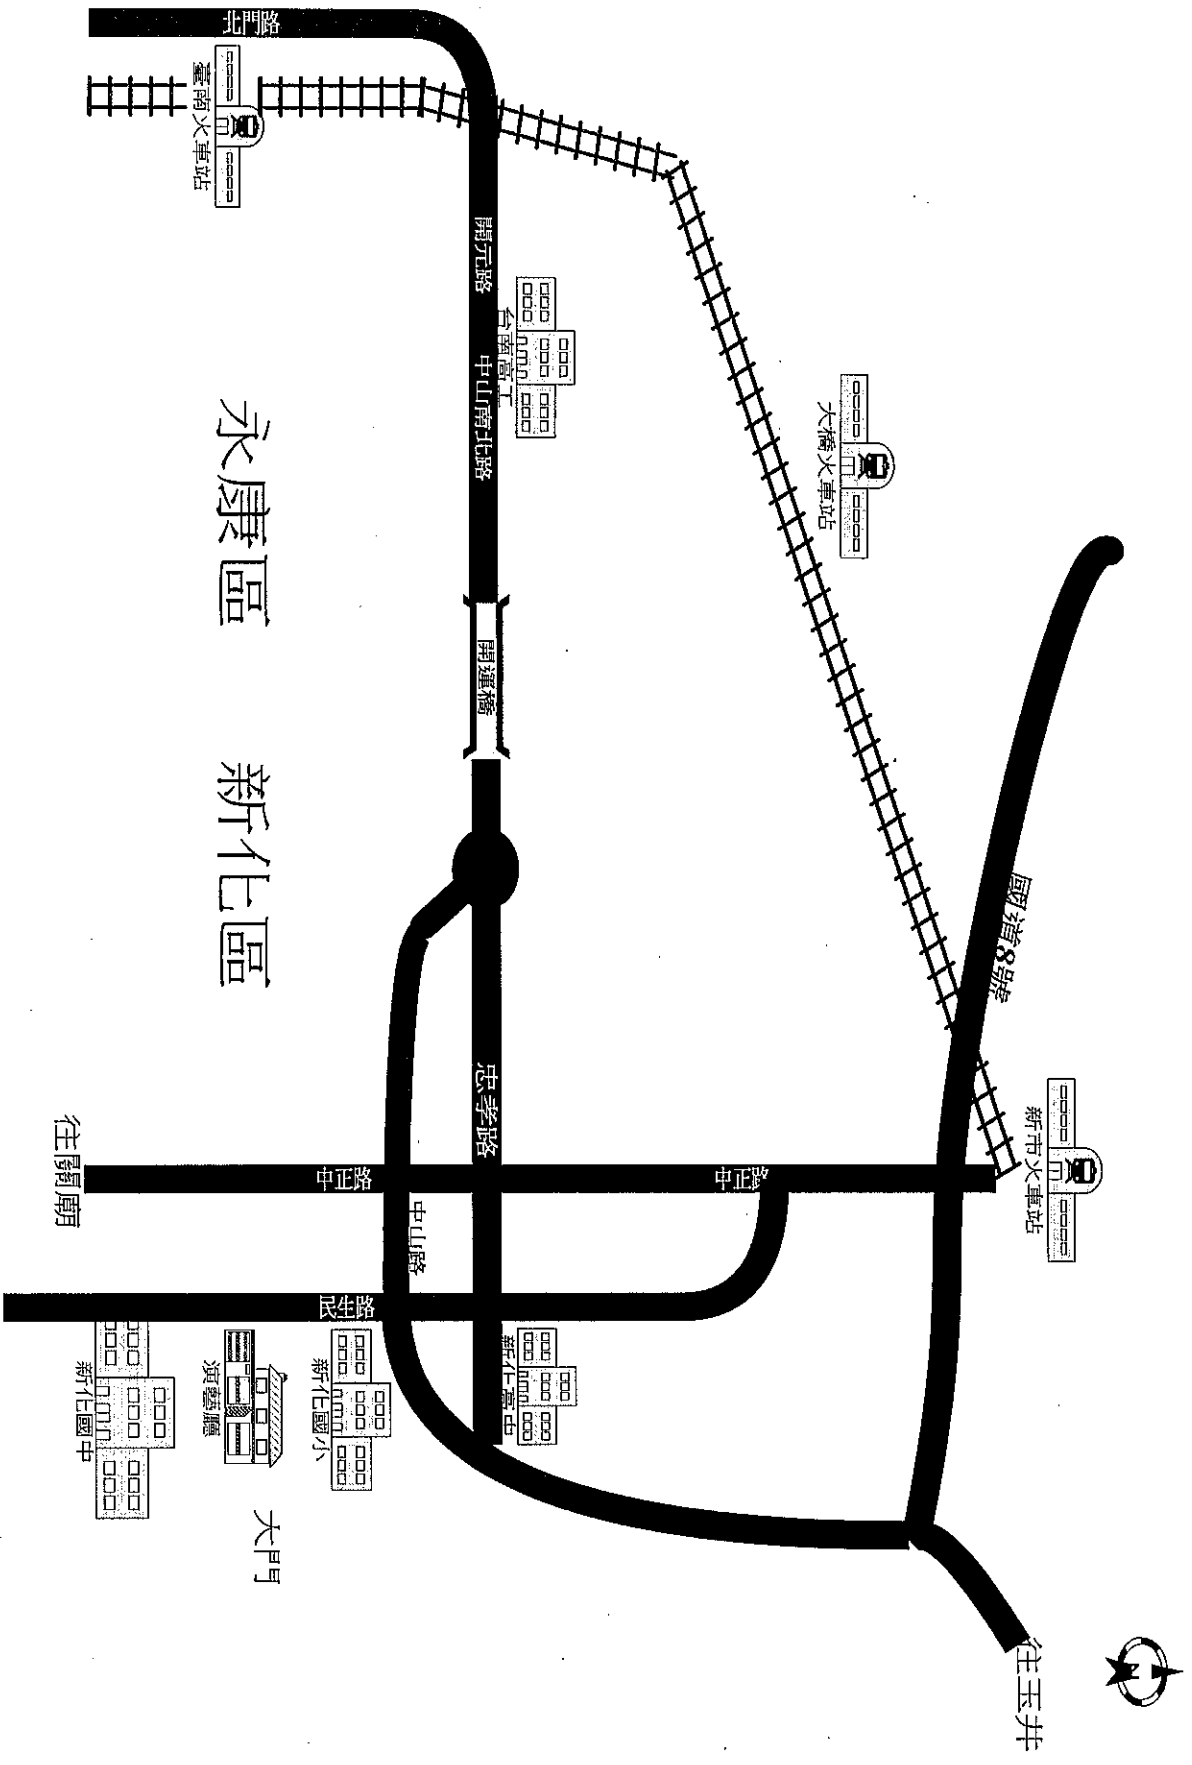 北門路
臺南火車站
開元路
台南高工
中山南北路
大橋火車站
永康區
開運橋
新化區
國道8號
忠孝路
新市火車站
往關廟
中正路
中正路
中山路
民生路
新化高中
新化國小
演藝廳
新化國中
大門
往玉井
N